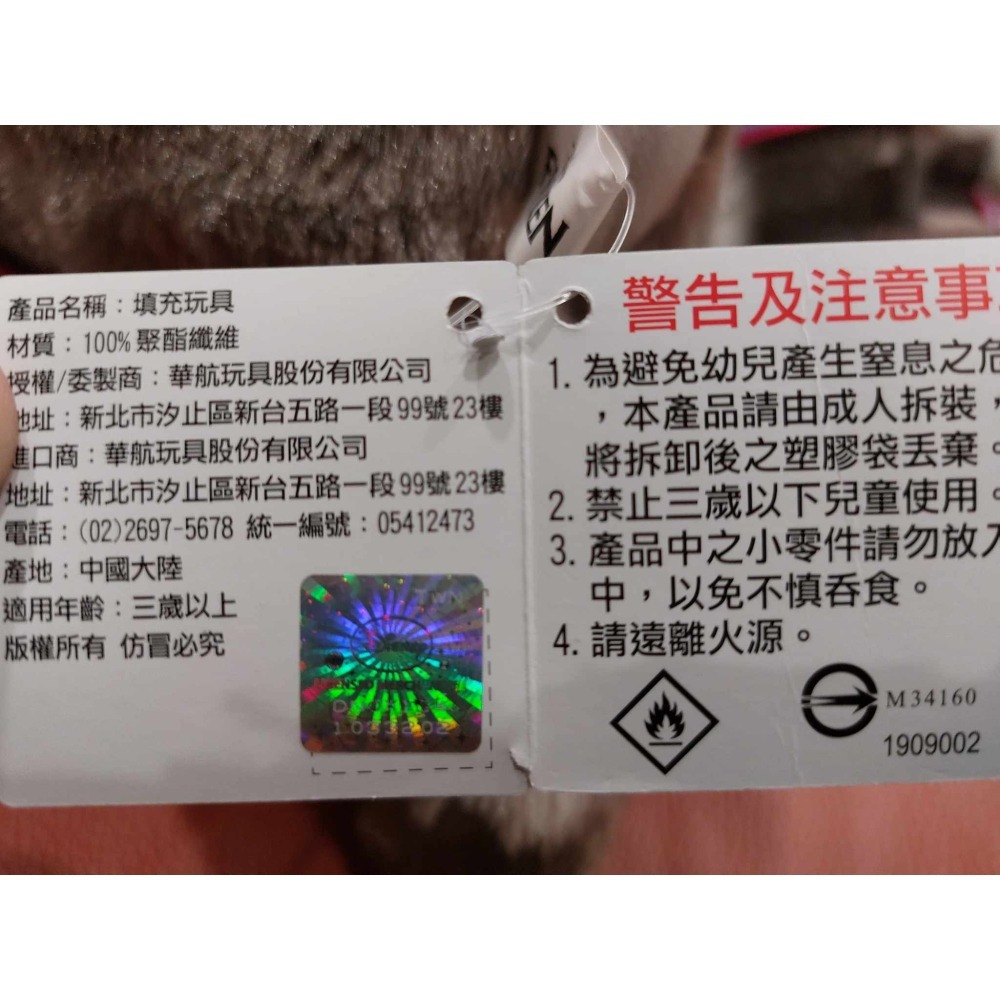 產品名稱：填充玩具
材質：100%聚酯纖維
授權/委製商：華航玩具股份有限公司
地址：新北市汐止區新台五路一段99號23樓
進口商：華航玩具股份有限公司
地址：新北市汐止區新台五路一段99號23樓
電話：(02)2697-5678 統一編號：05412473
產地：中國大陸
適用年齡：三歲以上
版權所有 仿冒必究
TWN
警告及注意事
1. 為避免幼兒產生窒息之危
，本產品請由成人拆裝，
將拆卸後之塑膠袋丟棄。
2. 禁止三歲以下兒童使用。
3. 產品中之小零件請勿放入
中，以免不慎吞食。
4. 請遠離火源。
M34160
1909002